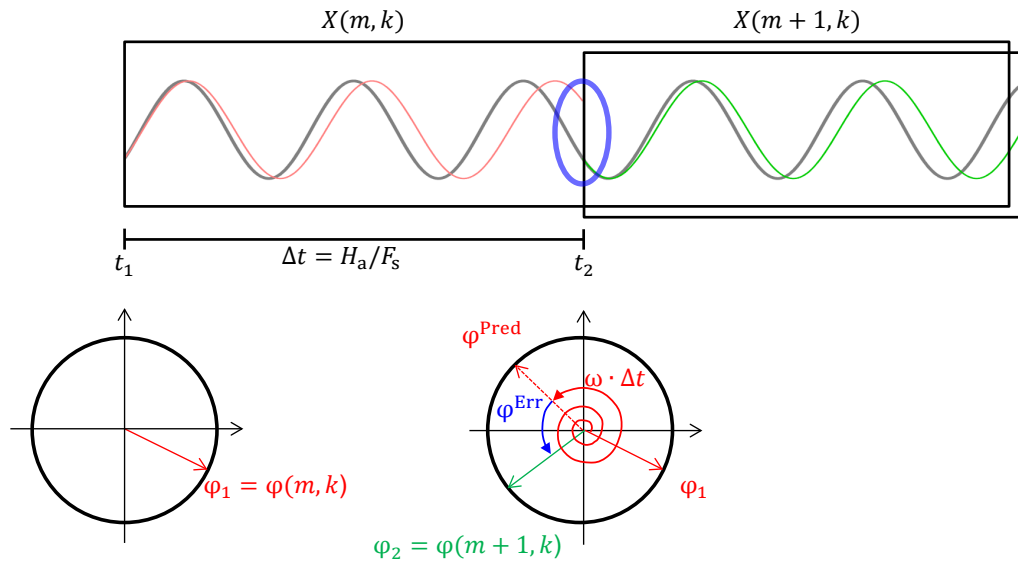 X(m, k)
X(m + 1, k)
t₁
Δt = Hₐ/Fₛ
t₂
φᴾʳᵉᵈ
ω · Δt
φᴱʳʳ
φ₁ = φ(m, k)
φ₁
φ₂ = φ(m + 1, k)